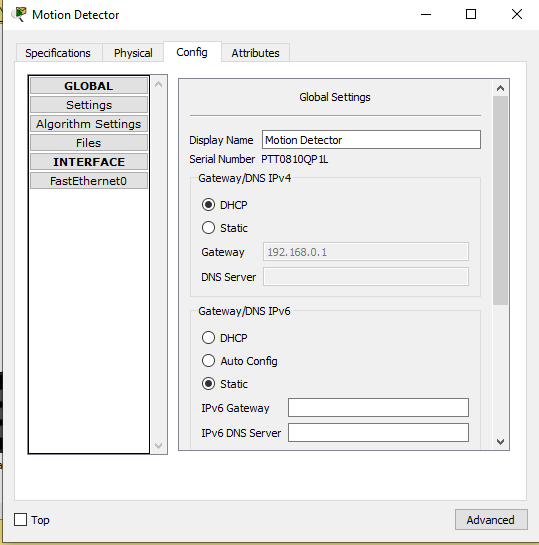 Motion Detector
Specifications Physical Config Attributes
GLOBAL
Settings
Algorithm Settings
Files
INTERFACE
FastEthernet0
Global Settings
Display Name Motion Detector
Serial Number PTT0810QP1L
Gateway/DNS IPv4
DHCP
Static
Gateway 192.168.0.1
DNS Server
Gateway/DNS IPv6
DHCP
Auto Config
Static
IPv6 Gateway
IPv6 DNS Server
Top
Advanced